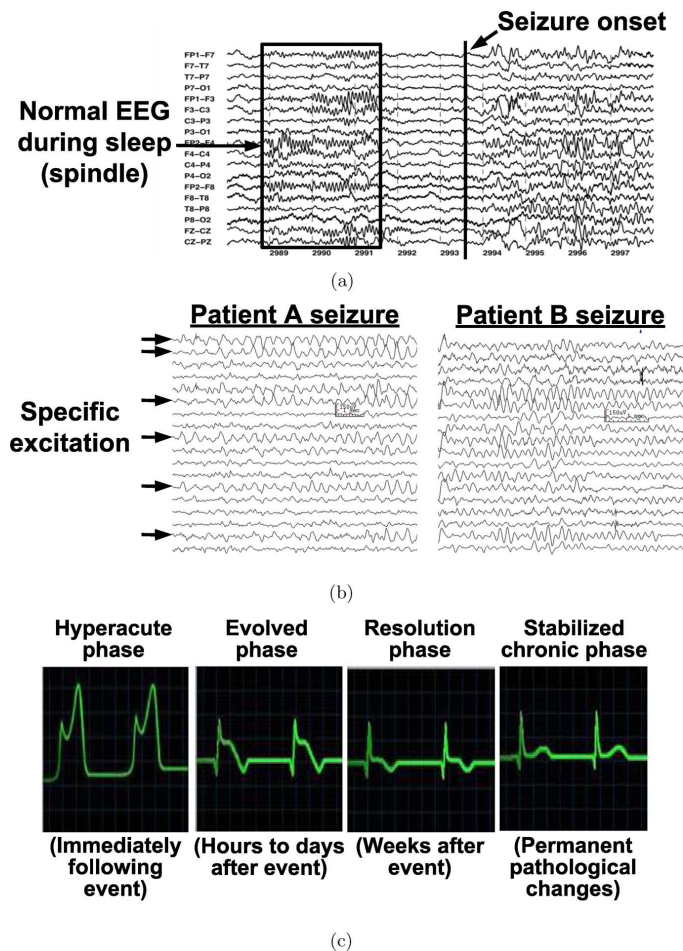 Seizure onset
FP1–F7
F7–T7
T7–P7
P7–O1
FP1–F3
F3–C3
C3–P3
P3–O1
FP2–F4
F4–C4
C4–P4
P4–O2
FP2–F8
F8–T8
T8–P8
P8–O2
FZ–CZ
CZ–PZ
Normal EEG
during sleep
(spindle)
2989 2990 2991 2992 2993 2994 2995 2996 2997
(a)
Patient A seizure
Patient B seizure
Specific
excitation
150uV
1 sec
150uV
(b)
Hyperacute
phase
(Immediately
following
event)
Evolved
phase
(Hours to days
after event)
Resolution
phase
(Weeks after
event)
Stabilized
chronic phase
(Permanent
pathological
changes)
(c)